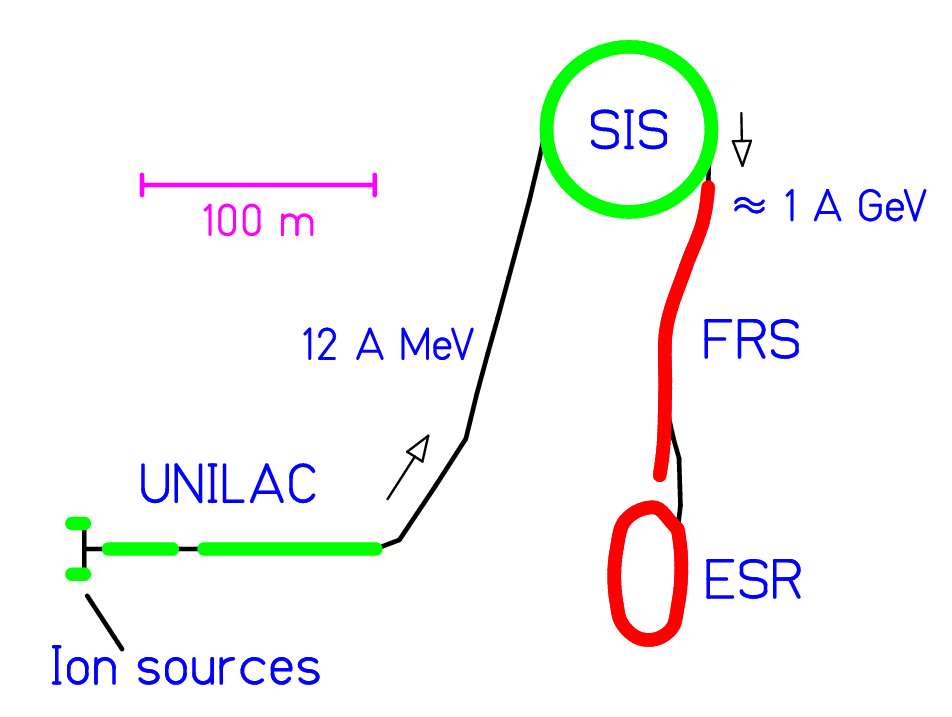 SIS
100 m
≈ 1 A GeV
12 A MeV
FRS
UNILAC
ESR
Ion sources